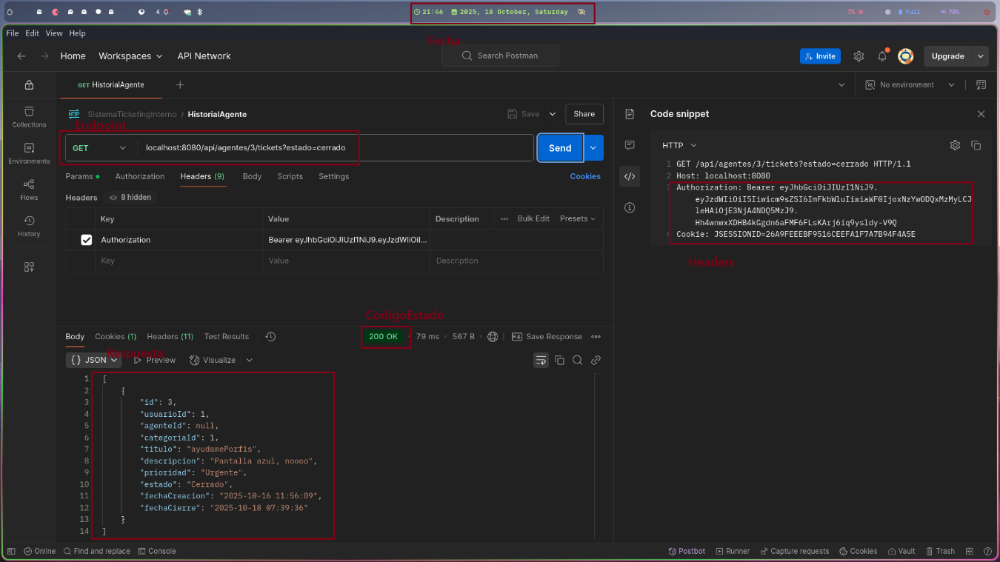 4
21:46 2025, 18 October, Saturday
7%
Full
70%
File Edit View Help
Fecha
Home Workspaces API Network
Search Postman
Invite
Upgrade
GET HistorialAgente
No environment
Collections
Environments
Flows
History
HTTP SistemaTicketingInterno / HistorialAgente
Save
Share
Endpoint
GET localhost:8080/api/agentes/3/tickets?estado=cerrado
Send
Params Authorization Headers (9) Body Scripts Settings
Cookies
Headers 8 hidden
Key Value Description Bulk Edit Presets
Authorization Bearer eyJhbGciOiJIUzI1NiJ9.eyJzdWIiOiI...
Key Value Description
Code snippet
HTTP
1 GET /api/agentes/3/tickets?estado=cerrado HTTP/1.1
2 Host: localhost:8080
3 Authorization: Bearer eyJhbGciOiJIUzI1NiJ9.
eyJzdWIiOiI5Iiwicm9sZSI6ImFkbWluIiwiaWF0IjoxNzYwODQxMzMyLCJ
leHAiOjE3NjA4NDQ5MzJ9.
Hh4wnwxXDHB4kGgdn6aFMF6FLsKArj6iq9ysldy-V9Q
4 Cookie: JSESSIONID=26A9FEEEBF9516CEEFA1F7A7B94F4A5E
Headers
CodigoEstado
Body Cookies (1) Headers (11) Test Results
200 OK 79 ms 567 B Save Response
Respuesta
{} JSON Preview Visualize
1 [
2 {
3 "id": 3,
4 "usuarioId": 1,
5 "agenteId": null,
6 "categoriaId": 1,
7 "titulo": "ayudamePorfis",
8 "descripcion": "Pantalla azul, noooo",
9 "prioridad": "Urgente",
10 "estado": "Cerrado",
11 "fechaCreacion": "2025-10-16 11:56:09",
12 "fechaCierre": "2025-10-18 07:39:36"
13 }
14 ]
Online Find and replace Console
Postbot Runner Capture requests Cookies Vault Trash